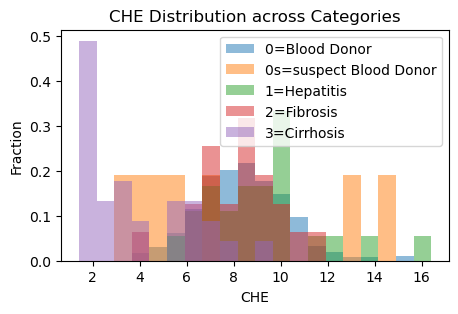 CHE Distribution across Categories
0.5
0.4
0.3
0.2
0.1
0.0
Fraction
0=Blood Donor
0s=suspect Blood Donor
1=Hepatitis
2=Fibrosis
3=Cirrhosis
2 4 6 8 10 12 14 16
CHE